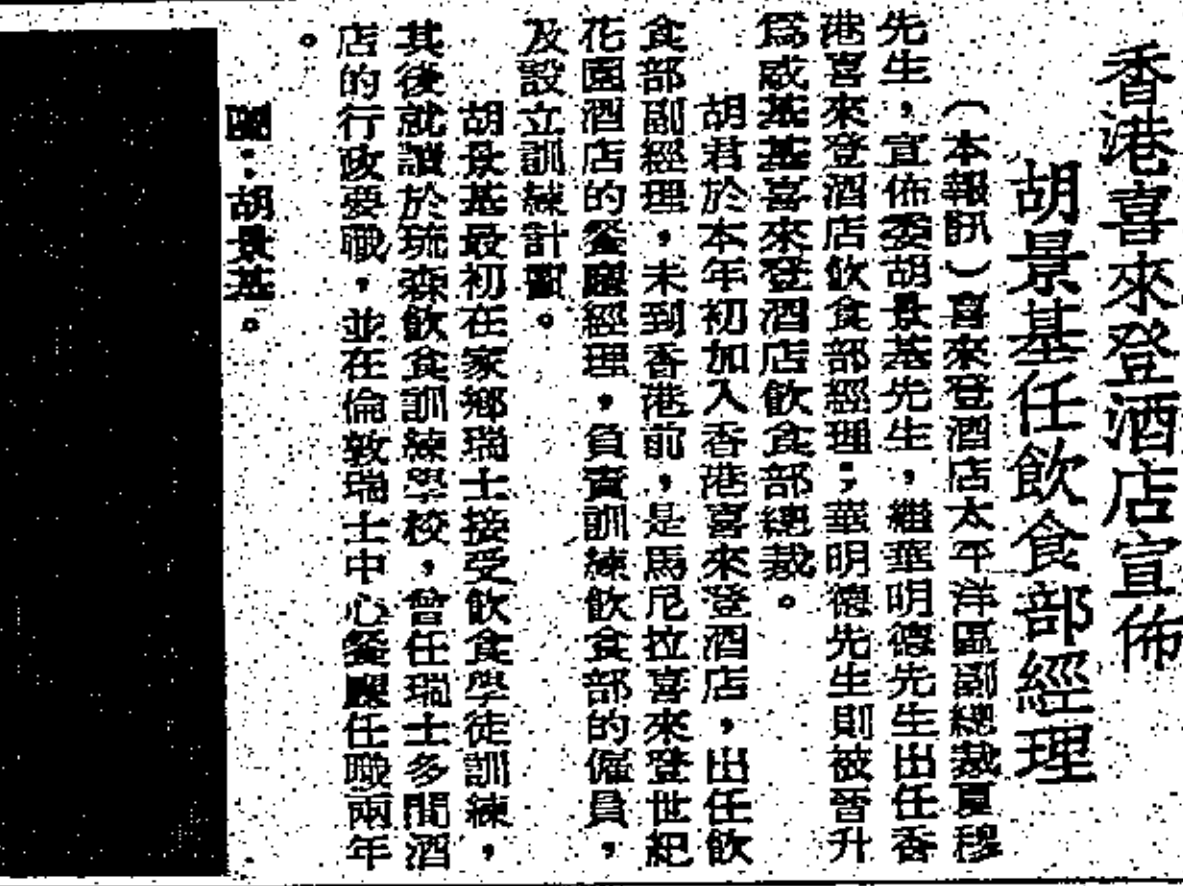 香港喜來登酒店宣佈
胡景基任飲食部經理
（本報訊）喜來登酒店太平洋區副總裁夏穆
先生，宣佈委胡景基先生，繼華明德先生出任香
港喜來登酒店飲食部經理；華明德先生則被晉升
爲威基基喜來登酒店飲食部總裁。
胡君於本年初加入香港喜來登酒店，出任飲
食部副經理，未到香港前，是馬尼拉喜來登世紀
花園酒店的餐廳經理，負責訓練飲食部的僱員，
及設立訓練計劃。
胡景基最初在家鄉瑞士接受飲食學徒訓練，
其後就讀於琉森飲食訓練學校，曾任瑞士多間酒
店的行政要職，並在倫敦瑞士中心餐廳任職兩年
。
圖：胡景基。